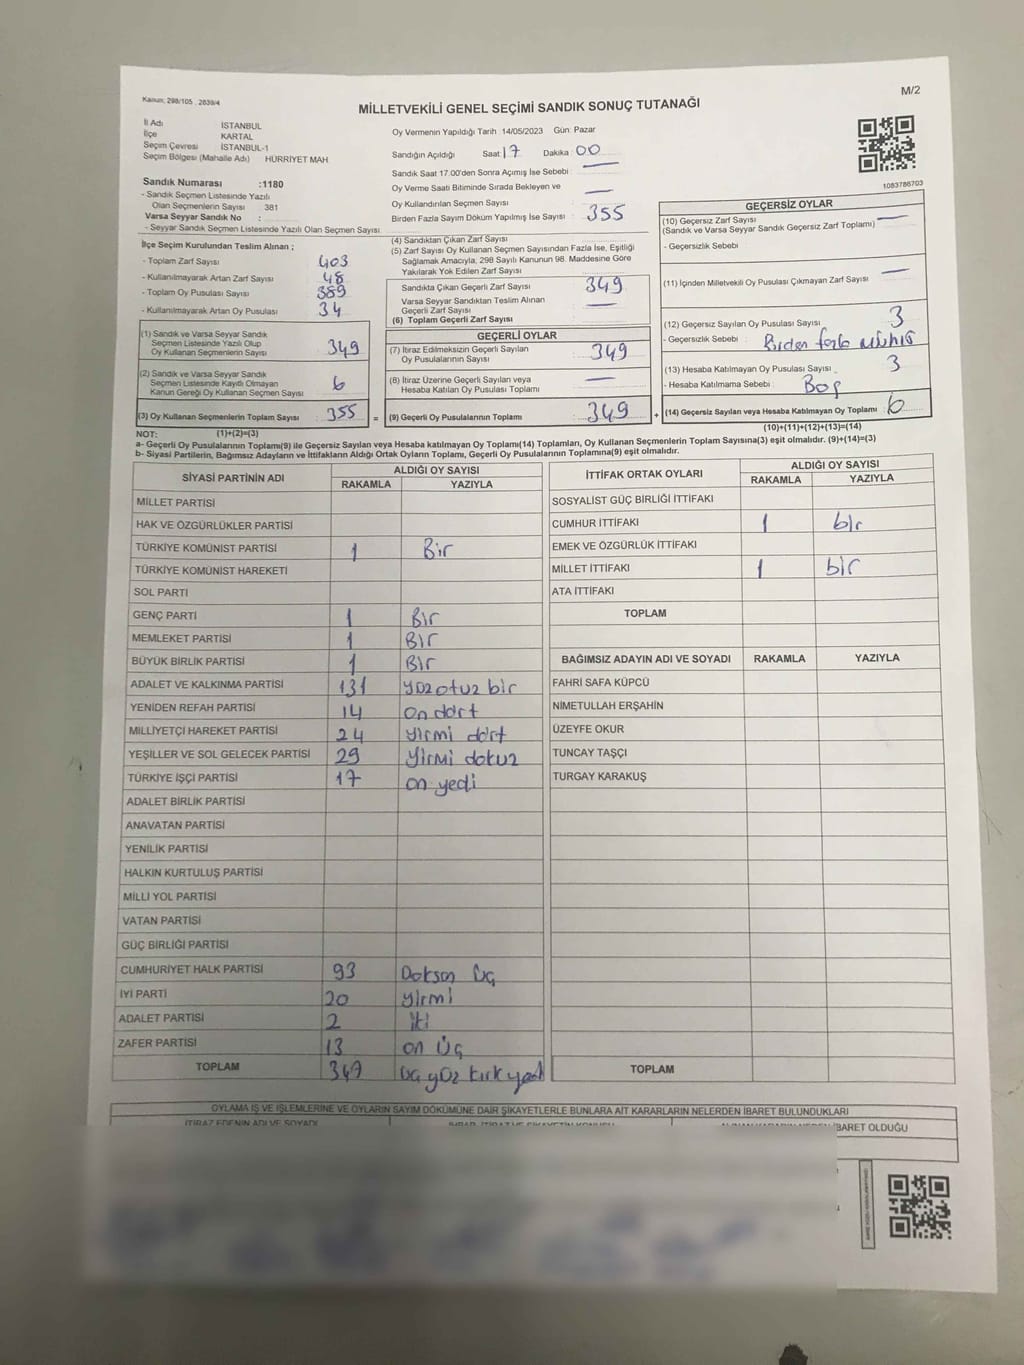 Kanun; 298/105 , 2839/4
M/2
MİLLETVEKİLİ GENEL SEÇİMİ SANDIK SONUÇ TUTANAĞI
İl Adı İSTANBUL
İlçe KARTAL
Seçim Çevresi İSTANBUL-1
Seçim Bölgesi (Mahalle Adı) HÜRRİYET MAH
Sandık Numarası :1180
- Sandık Seçmen Listesinde Yazılı
Olan Seçmenlerin Sayısı 381
Varsa Seyyar Sandık No :
- Seyyar Sandık Seçmen Listesinde Yazılı Olan Seçmen Sayısı
Oy Vermenin Yapıldığı Tarih :14/05/2023 Gün: Pazar
Sandığın Açıldığı Saat: 17 Dakika: 00
Sandık Saat 17.00'den Sonra Açılmış İse Sebebi : —
Oy Verme Saati Bitiminde Sırada Bekleyen ve
Oy Kullandırılan Seçmen Sayısı : —
Birden Fazla Sayım Döküm Yapılmış İse Sayısı : 355
1083786703
İlçe Seçim Kurulundan Teslim Alınan ;
- Toplam Zarf Sayısı : 403
- Kullanılmayarak Artan Zarf Sayısı : 48
- Toplam Oy Pusulası Sayısı : 389
- Kullanılmayarak Artan Oy Pusulası : 34
(1) Sandık ve Varsa Seyyar Sandık
Seçmen Listesinde Yazılı Olup
Oy Kullanan Seçmenlerin Sayısı : 349
(2) Sandık ve Varsa Seyyar Sandık
Seçmen Listesinde Kaydı Olmayan
Kanun Gereği Oy Kullanan Seçmen Sayısı : 6
(3) Oy Kullanan Seçmenlerin Toplam Sayısı : 355 =
(4) Sandıktan Çıkan Zarf Sayısı
(5) Zarf Sayısı Oy Kullanan Seçmen Sayısından Fazla İse, Eşitliği
Sağlamak Amacıyla, 298 Sayılı Kanunun 98. Maddesine Göre
Yakılarak Yok Edilen Zarf Sayısı
Sandıkta Çıkan Geçerli Zarf Sayısı : 349
Varsa Seyyar Sandıktan Teslim Alınan
Geçerli Zarf Sayısı : —
(6) Toplam Geçerli Zarf Sayısı :
GEÇERLİ OYLAR
(7) İtiraz Edilmeksizin Geçerli Sayılan
Oy Pusulalarının Sayısı : 349
(8) İtiraz Üzerine Geçerli Sayılan veya
Hesaba Katılan Oy Pusulası Toplamı : —
(9) Geçerli Oy Pusulalarının Toplamı : 349 +
GEÇERSİZ OYLAR
(10) Geçersiz Zarf Sayısı : —
(Sandık ve Varsa Seyyar Sandık Geçersiz Zarf Toplamı)
- Geçersizlik Sebebi
(11) İçinden Milletvekili Oy Pusulası Çıkmayan Zarf Sayısı : —
(12) Geçersiz Sayılan Oy Pusulası Sayısı : 3
- Geçersizlik Sebebi : Birden fazla mühür
(13) Hesaba Katılmayan Oy Pusulası Sayısı : 3
- Hesaba Katılmama Sebebi : Boş
(14) Geçersiz Sayılan veya Hesaba Katılmayan Oy Toplamı : 6
NOT: (1)+(2)=(3)
(10)+(11)+(12)+(13)=(14)
a- Geçerli Oy Pusulalarının Toplamı(9) ile Geçersiz Sayılan veya Hesaba katılmayan Oy Toplamı(14) Toplamları, Oy Kullanan Seçmenlerin Toplam Sayısına(3) eşit olmalıdır. (9)+(14)=(3)
b- Siyasi Partilerin, Bağımsız Adayların ve İttifakların Aldığı Ortak Oyların Toplamı, Geçerli Oy Pusulalarının Toplamına(9) eşit olmalıdır.
SİYASİ PARTİNİN ADI ALDIĞI OY SAYISI
RAKAMLA YAZIYLA
MİLLET PARTİSİ
HAK VE ÖZGÜRLÜKLER PARTİSİ
TÜRKİYE KOMÜNİST PARTİSİ 1 Bir
TÜRKİYE KOMÜNİST HAREKETİ
SOL PARTİ
GENÇ PARTİ 1 Bir
MEMLEKET PARTİSİ 1 Bir
BÜYÜK BİRLİK PARTİSİ 1 Bir
ADALET VE KALKINMA PARTİSİ 131 yüz otuz bir
YENİDEN REFAH PARTİSİ 14 on dört
MİLLİYETÇİ HAREKET PARTİSİ 24 yirmi dört
YEŞİLLER VE SOL GELECEK PARTİSİ 29 yirmi dokuz
TÜRKİYE İŞÇİ PARTİSİ 17 on yedi
ADALET BİRLİK PARTİSİ
ANAVATAN PARTİSİ
YENİLİK PARTİSİ
HALKIN KURTULUŞ PARTİSİ
MİLLİ YOL PARTİSİ
VATAN PARTİSİ
GÜÇ BİRLİĞİ PARTİSİ
CUMHURİYET HALK PARTİSİ 93 Doksan üç
İYİ PARTİ 20 yirmi
ADALET PARTİSİ 2 iki
ZAFER PARTİSİ 13 on üç
TOPLAM 347 üç yüz kırk yedi
İTTİFAK ORTAK OYLARI ALDIĞI OY SAYISI
RAKAMLA YAZIYLA
SOSYALİST GÜÇ BİRLİĞİ İTTİFAKI
CUMHUR İTTİFAKI 1 bir
EMEK VE ÖZGÜRLÜK İTTİFAKI
MİLLET İTTİFAKI 1 bir
ATA İTTİFAKI
TOPLAM
BAĞIMSIZ ADAYIN ADI VE SOYADI RAKAMLA YAZIYLA
FAHRİ SAFA KÜPCÜ
NİMETULLAH ERŞAHİN
ÜZEYFE OKUR
TUNCAY TAŞÇI
TURGAY KARAKUŞ
TOPLAM
OYLAMA İŞ VE İŞLEMLERİNE VE OYLARIN SAYIM DÖKÜMÜNE DAİR ŞİKAYETLERLE BUNLARA AİT KARARLARIN NELERDEN İBARET BULUNDUKLARI
İTİRAZ EDENİN ADI VE SOYADI
İBARET OLDUĞU